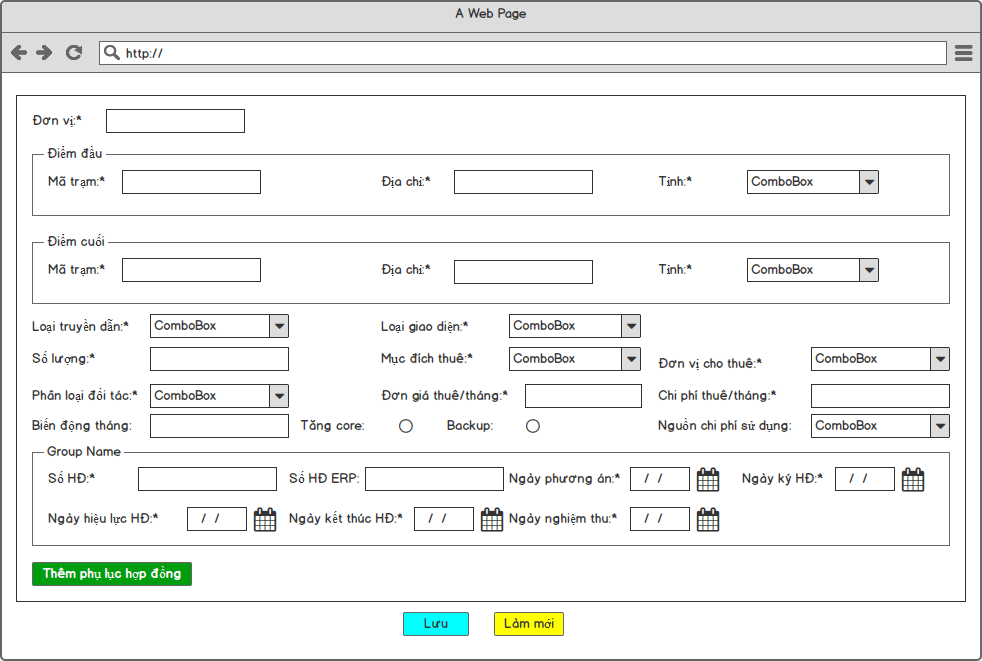 A Web Page
http://
Đơn vị:*
Điểm đầu
Mã trạm:* Địa chỉ:* Tỉnh:* ComboBox
Điểm cuối
Mã trạm:* Địa chỉ:* Tỉnh:* ComboBox
Loại truyền dẫn:* ComboBox Loại giao diện:* ComboBox
Số lượng:* Mục đích thuê:* ComboBox Đơn vị cho thuê:* ComboBox
Phân loại đối tác:* ComboBox Đơn giá thuê/tháng:* Chi phí thuê/tháng:*
Biến động tháng: Tăng core: Backup: Nguồn chi phí sử dụng: ComboBox
Group Name
Số HĐ:* Số HĐ ERP: Ngày phương án:* / / Ngày ký HĐ:* / /
Ngày hiệu lực HĐ:* / / Ngày kết thúc HĐ:* / / Ngày nghiệm thu:* / /
Thêm phụ lục hợp đồng
Lưu Làm mới